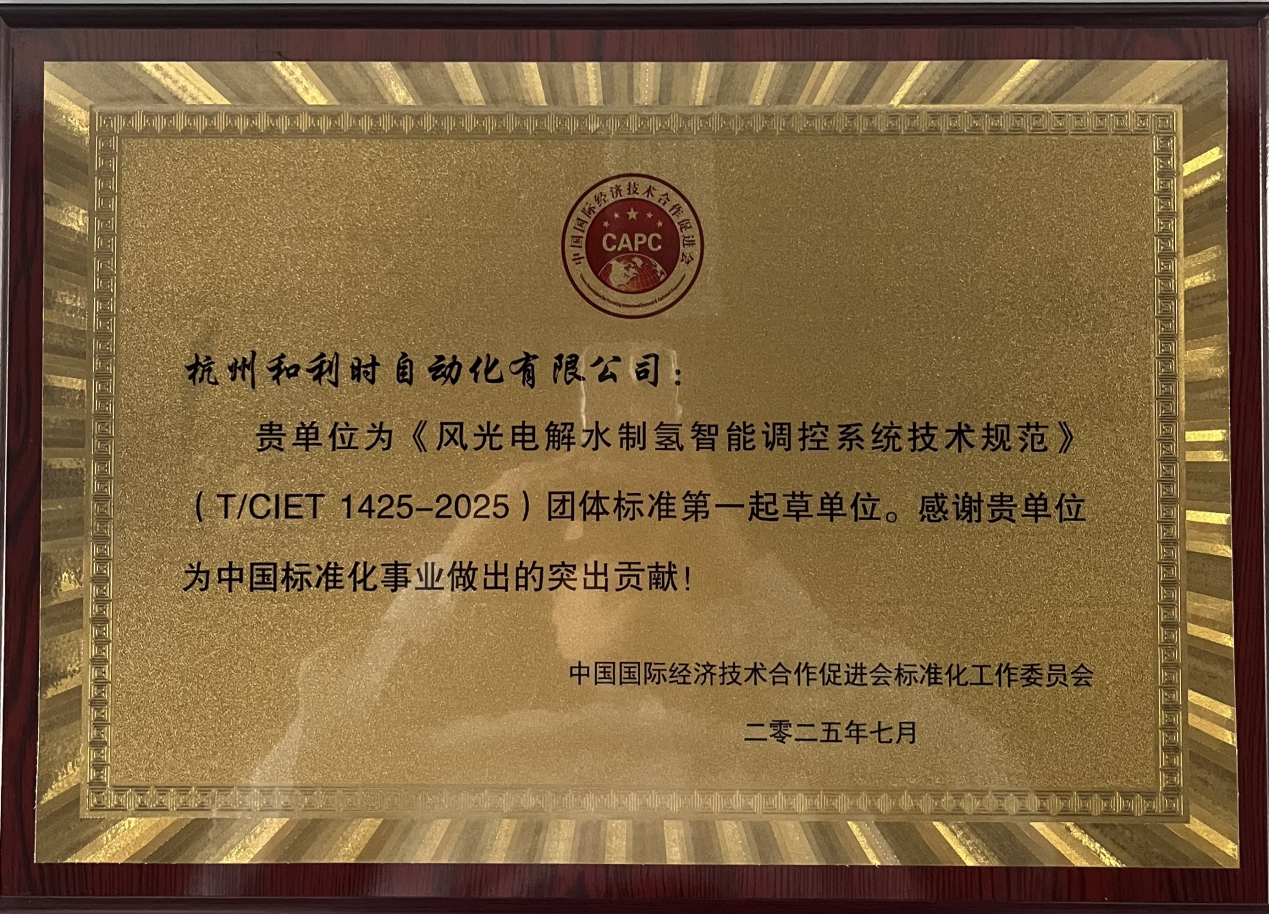 中国国际经济技术合作促进会
CAPC
杭州和利时自动化有限公司：
贵单位为《风光电解水制氢智能调控系统技术规范》
（T/CIET 1425-2025）团体标准第一起草单位。感谢贵单位
为中国标准化事业做出的突出贡献！
中国国际经济技术合作促进会标准化工作委员会
二零二五年七月